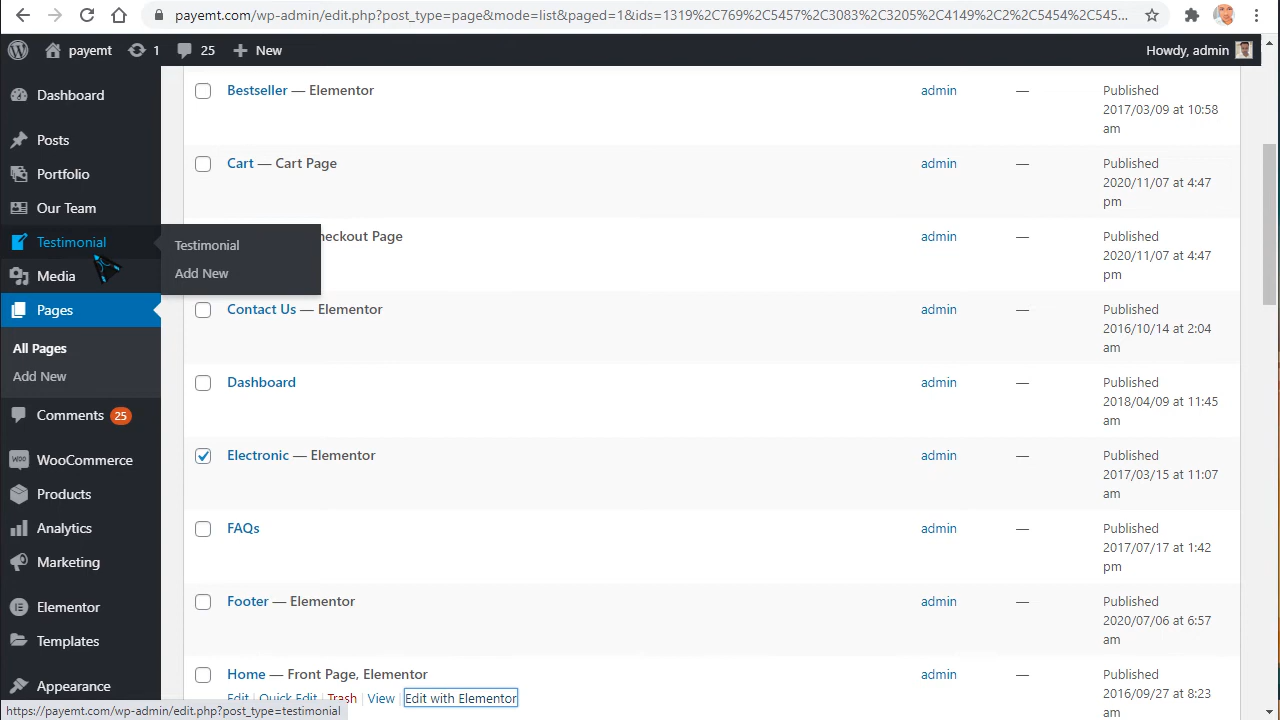 payemt.com/wp-admin/edit.php?post_type=page&mode=list&paged=1&ids=1319%2C769%2C5457%2C3083%2C3205%2C4149%2C2%2C5454%2C545...
payemt 1 25 New Howdy, admin
Dashboard
Posts
Portfolio
Our Team
Testimonial
Media
Pages
All Pages
Add New
Comments 25
WooCommerce
Products
Analytics
Marketing
Elementor
Templates
Appearance
Testimonial
Add New
Bestseller — Elementor admin — Published
2017/03/09 at 10:58
am
Cart — Cart Page admin — Published
2020/11/07 at 4:47
pm
heckout Page admin — Published
2020/11/07 at 4:47
pm
Contact Us — Elementor admin — Published
2016/10/14 at 2:04
am
Dashboard admin — Published
2018/04/09 at 11:45
am
Electronic — Elementor admin — Published
2017/03/15 at 11:07
am
FAQs admin — Published
2017/07/17 at 1:42
pm
Footer — Elementor admin — Published
2020/07/06 at 6:57
am
Home — Front Page, Elementor admin — Published
2016/09/27 at 8:23
am
Edit | Quick Edit | Trash | View | Edit with Elementor
https://payemt.com/wp-admin/edit.php?post_type=testimonial